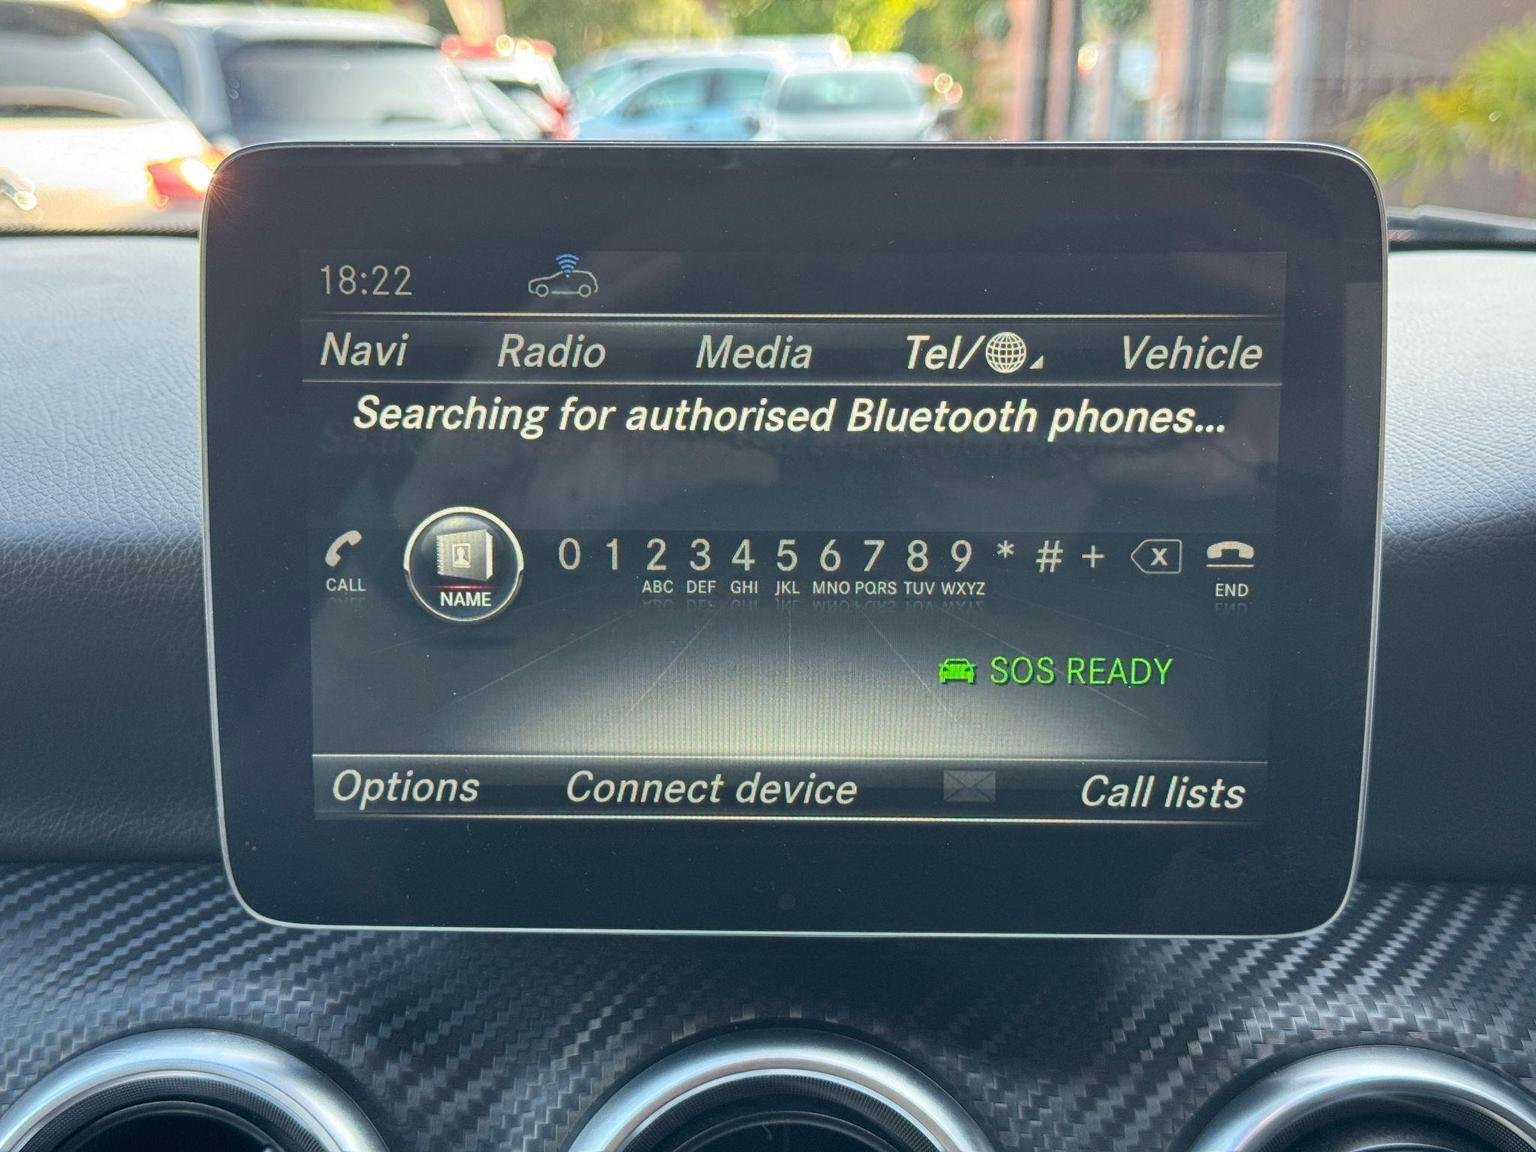 18:22
Navi Radio Media Tel/ Vehicle
Searching for authorised Bluetooth phones...
0 1 2 3 4 5 6 7 8 9 * # + x
CALL NAME ABC DEF GHI JKL MNO PQRS TUV WXYZ END
SOS READY
Options Connect device Call lists